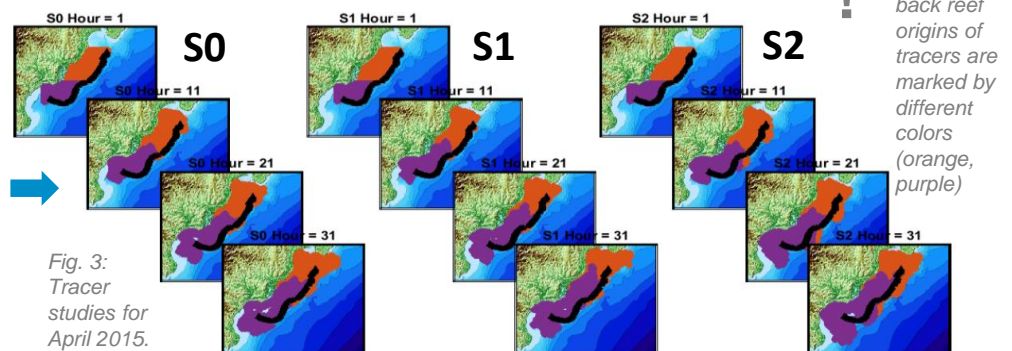 S0 Hour = 1
S0
S0 Hour = 11
S0 Hour = 21
S0 Hour = 31
S1 Hour = 1
S1
S1 Hour = 11
S1 Hour = 21
S1 Hour = 31
S2 Hour = 1
S2
S2 Hour = 11
S2 Hour = 21
S2 Hour = 31
!
back reef
origins of
tracers are
marked by
different
colors
(orange,
purple)
Fig. 3:
Tracer
studies for
April 2015.